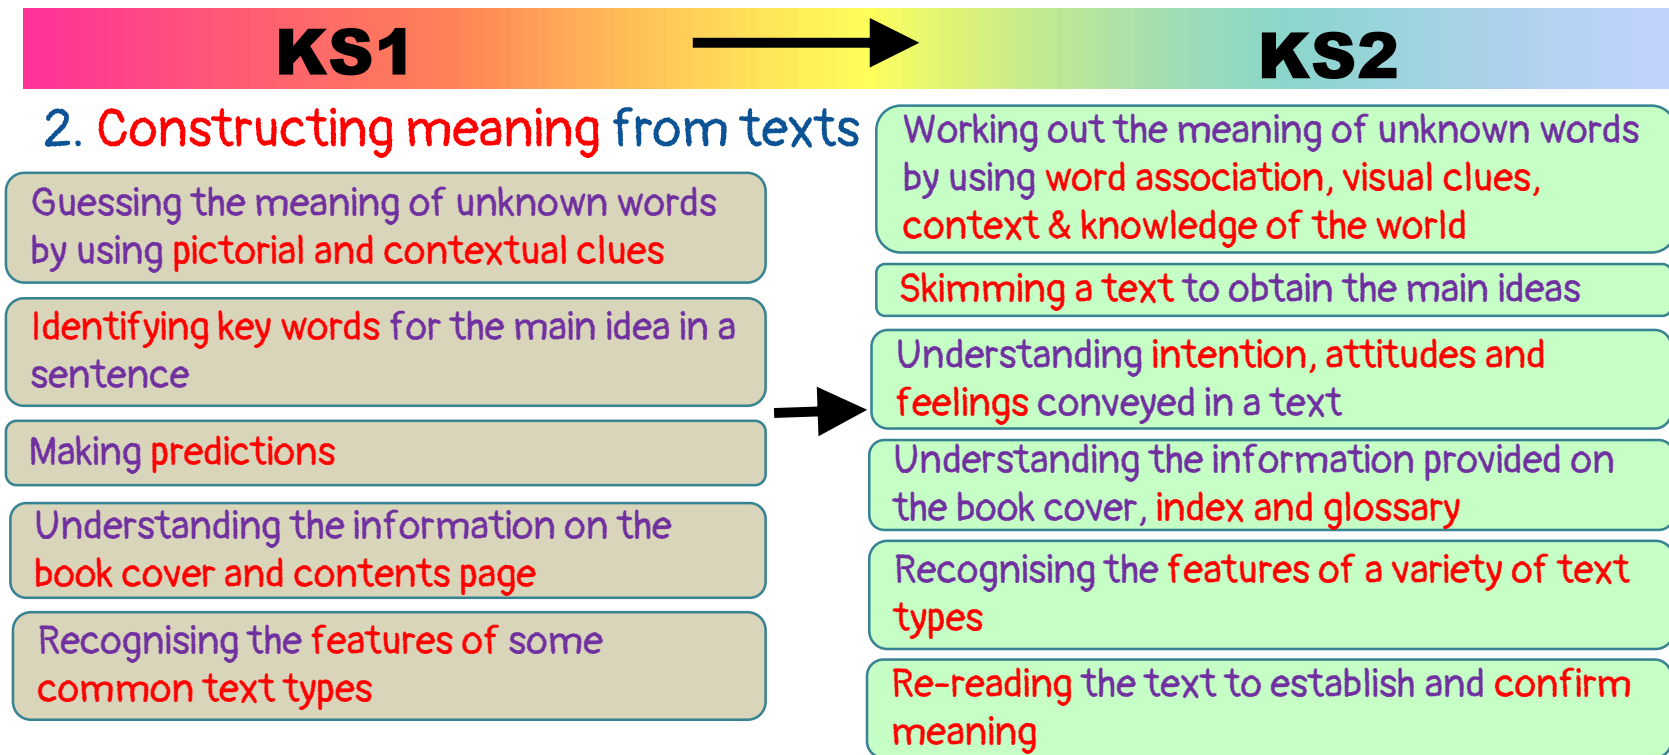 KS1
KS2
2. Constructing meaning from texts
Guessing the meaning of unknown words
by using pictorial and contextual clues
Identifying key words for the main idea in a
sentence
Making predictions
Understanding the information on the
book cover and contents page
Recognising the features of some
common text types
Working out the meaning of unknown words
by using word association, visual clues,
context & knowledge of the world
Skimming a text to obtain the main ideas
Understanding intention, attitudes and
feelings conveyed in a text
Understanding the information provided on
the book cover, index and glossary
Recognising the features of a variety of text
types
Re-reading the text to establish and confirm
meaning